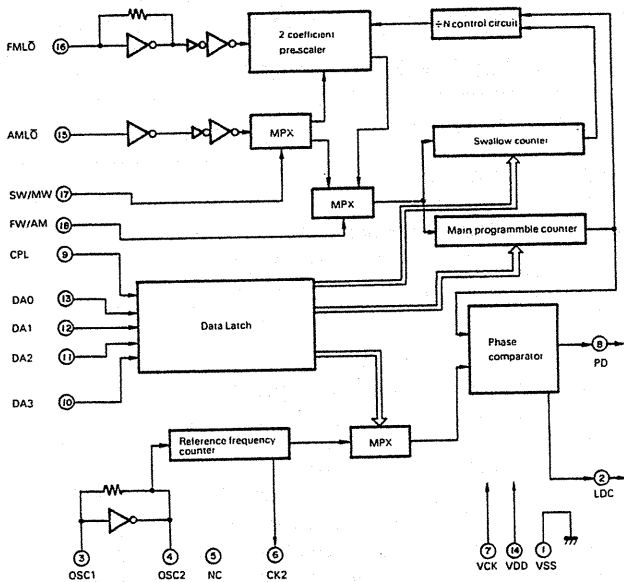 FMLŌ 16
2 coefficient
prescaler
÷N control circuit
AMLŌ 15
MPX
Swallow counter
SW/MW 17
MPX
FW/AM 18
Main programmble counter
CPL 9
DA0 13
DA1 12
DA2 11
DA3 10
Data Latch
Phase
comparator
8
PD
Reference frequency
counter
MPX
2
LDC
3
OSC1
4
OSC2
5
NC
6
CK2
7
VCK
14
VDD
1
VSS